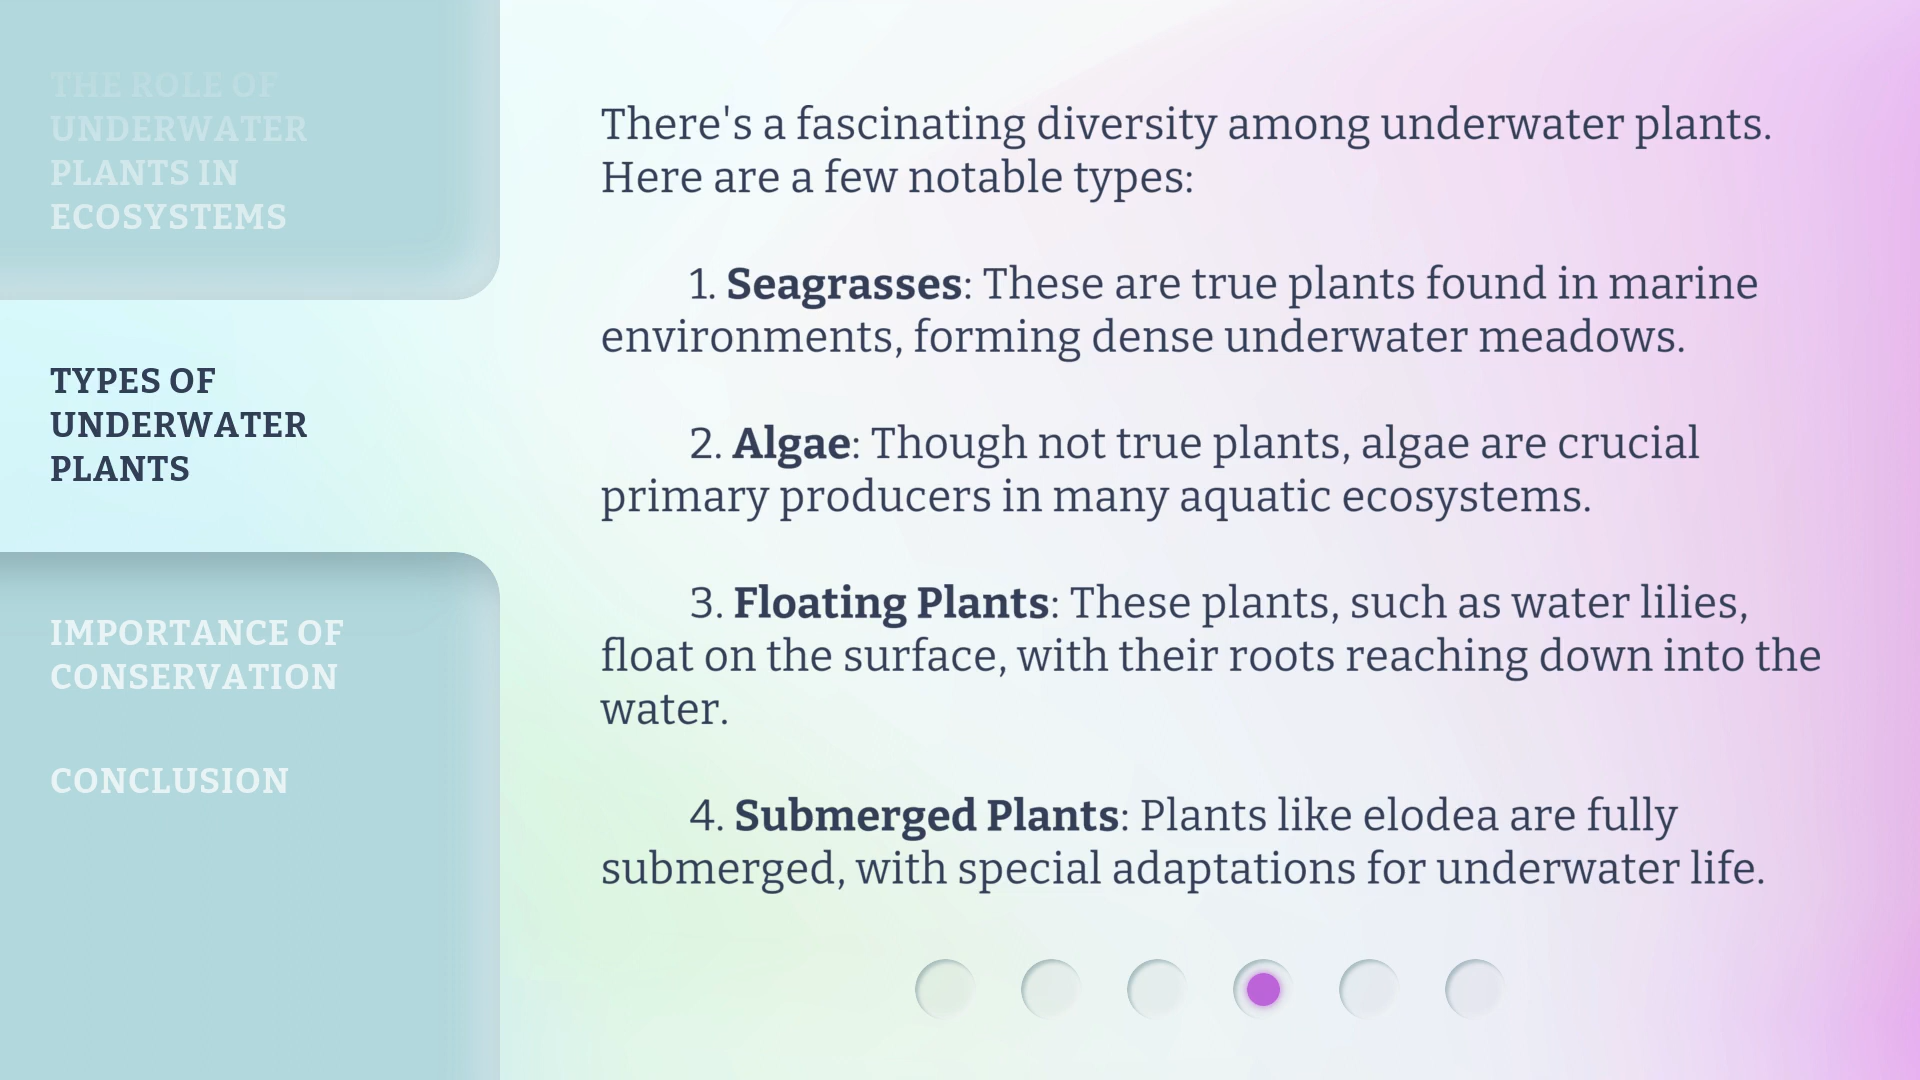 THE ROLE OF
UNDERWATER
PLANTS IN
ECOSYSTEMS
TYPES OF
UNDERWATER
PLANTS
IMPORTANCE OF
CONSERVATION
CONCLUSION
There's a fascinating diversity among underwater plants.
Here are a few notable types:
1. Seagrasses: These are true plants found in marine
environments, forming dense underwater meadows.
2. Algae: Though not true plants, algae are crucial
primary producers in many aquatic ecosystems.
3. Floating Plants: These plants, such as water lilies,
float on the surface, with their roots reaching down into the
water.
4. Submerged Plants: Plants like elodea are fully
submerged, with special adaptations for underwater life.